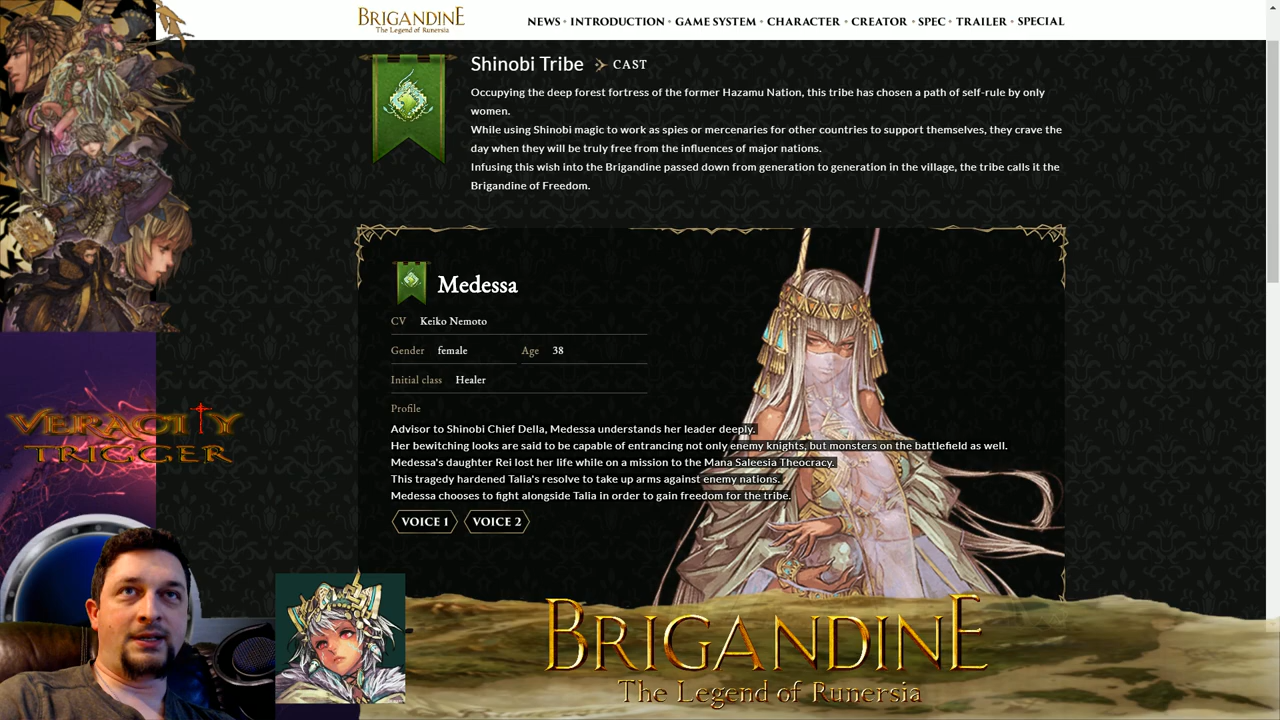 BRIGANDINE
The Legend of Runersia
NEWS • INTRODUCTION • GAME SYSTEM • CHARACTER • CREATOR • SPEC • TRAILER • SPECIAL
Shinobi Tribe CAST
Occupying the deep forest fortress of the former Hazamu Nation, this tribe has chosen a path of self-rule by only
women.
While using Shinobi magic to work as spies or mercenaries for other countries to support themselves, they crave the
day when they will be truly free from the influences of major nations.
Infusing this wish into the Brigandine passed down from generation to generation in the village, the tribe calls it the
Brigandine of Freedom.
Medessa
CV Keiko Nemoto
Gender female Age 38
Initial class Healer
Profile
Advisor to Shinobi Chief Della, Medessa understands her leader deeply.
Her bewitching looks are said to be capable of entrancing not only enemy knights, but monsters on the battlefield as well.
Medessa's daughter Rei lost her life while on a mission to the Mana Saleesia Theocracy.
This tragedy hardened Talia's resolve to take up arms against enemy nations.
Medessa chooses to fight alongside Talia in order to gain freedom for the tribe.
VOICE 1 VOICE 2
VERACITY
TRIGGER
BRIGANDINE
The Legend of Runersia